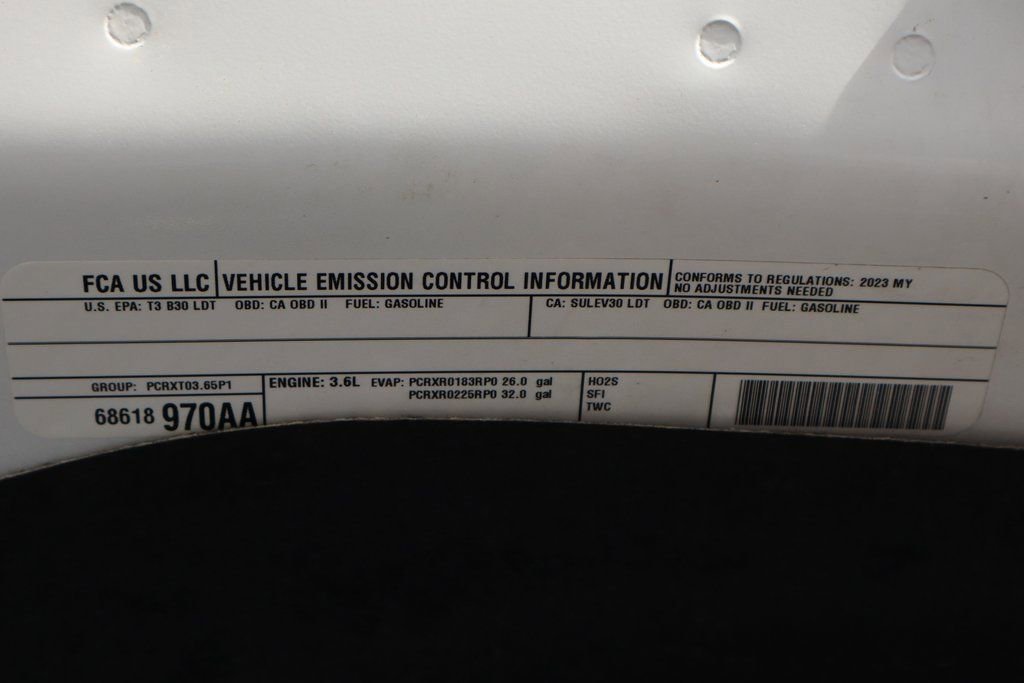 FCA US LLC
VEHICLE EMISSION CONTROL INFORMATION
CONFORMS TO REGULATIONS: 2023 MY
NO ADJUSTMENTS NEEDED
U.S. EPA: T3 B30 LDT OBD: CA OBD II FUEL: GASOLINE
CA: SULEV30 LDT OBD: CA OBD II FUEL: GASOLINE
GROUP: PCRXT03.65P1
68618 970AA
ENGINE: 3.6L EVAP: PCRXR0183RP0 26.0 gal
PCRXR0225RP0 32.0 gal
HO2S
SFI
TWC